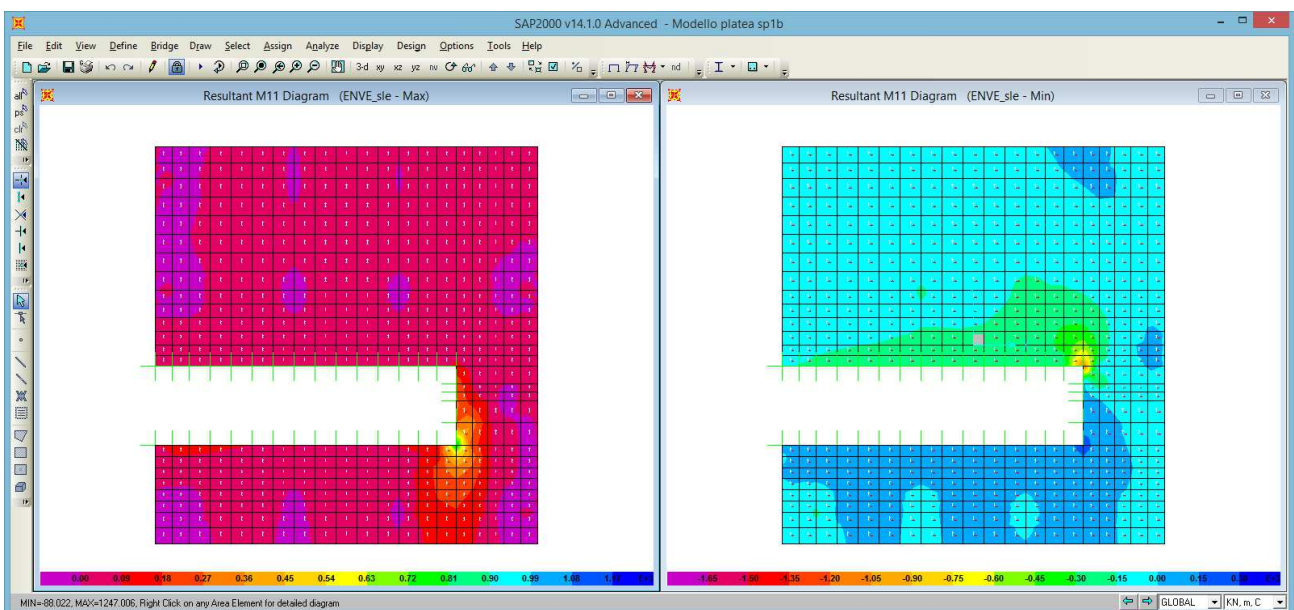 SAP2000 v14.1.0 Advanced - Modello platea sp1b
File Edit View Define Bridge Draw Select Assign Analyze Display Design Options Tools Help
3-d xy xz yz nv nd
all
ps
clr
Resultant M11 Diagram (ENVE_sle - Max)
Resultant M11 Diagram (ENVE_sle - Min)
0.00 0.09 0.18 0.27 0.36 0.45 0.54 0.63 0.72 0.81 0.90 0.99 1.08
-1.65 -1.50 -1.35 -1.20 -1.05 -0.90 -0.75 -0.60 -0.45 -0.30 -0.15 0.00 0.15
MIN=-88.022, MAX=1247.006, Right Click on any Area Element for detailed diagram
GLOBAL
KN, m, C